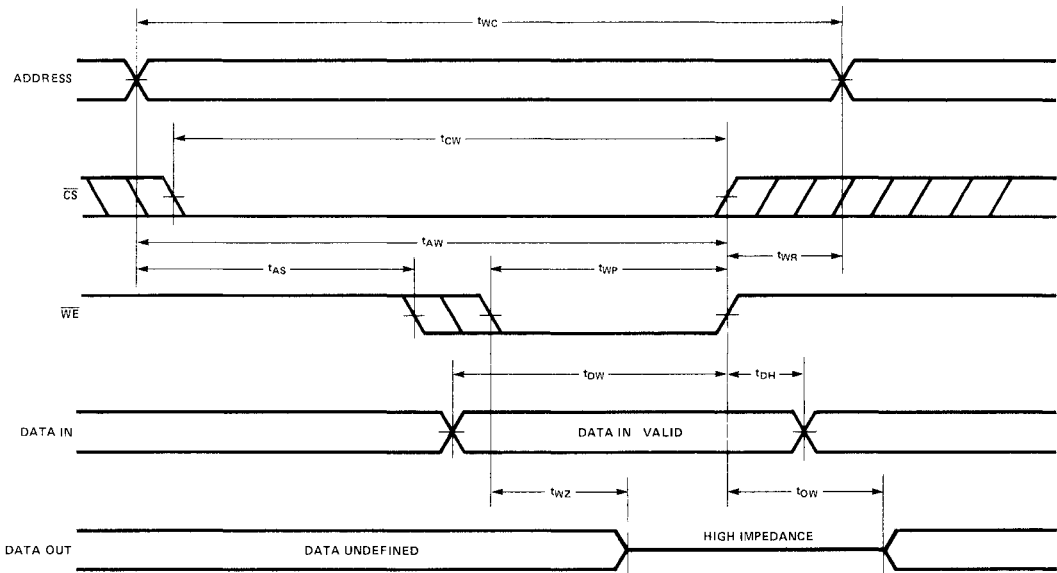 tWC
ADDRESS
tCW
CS
tAW
tAS
tWP
tWR
WE
tDW
tDH
DATA IN
DATA IN VALID
tWZ
tOW
DATA OUT
DATA UNDEFINED
HIGH IMPEDANCE